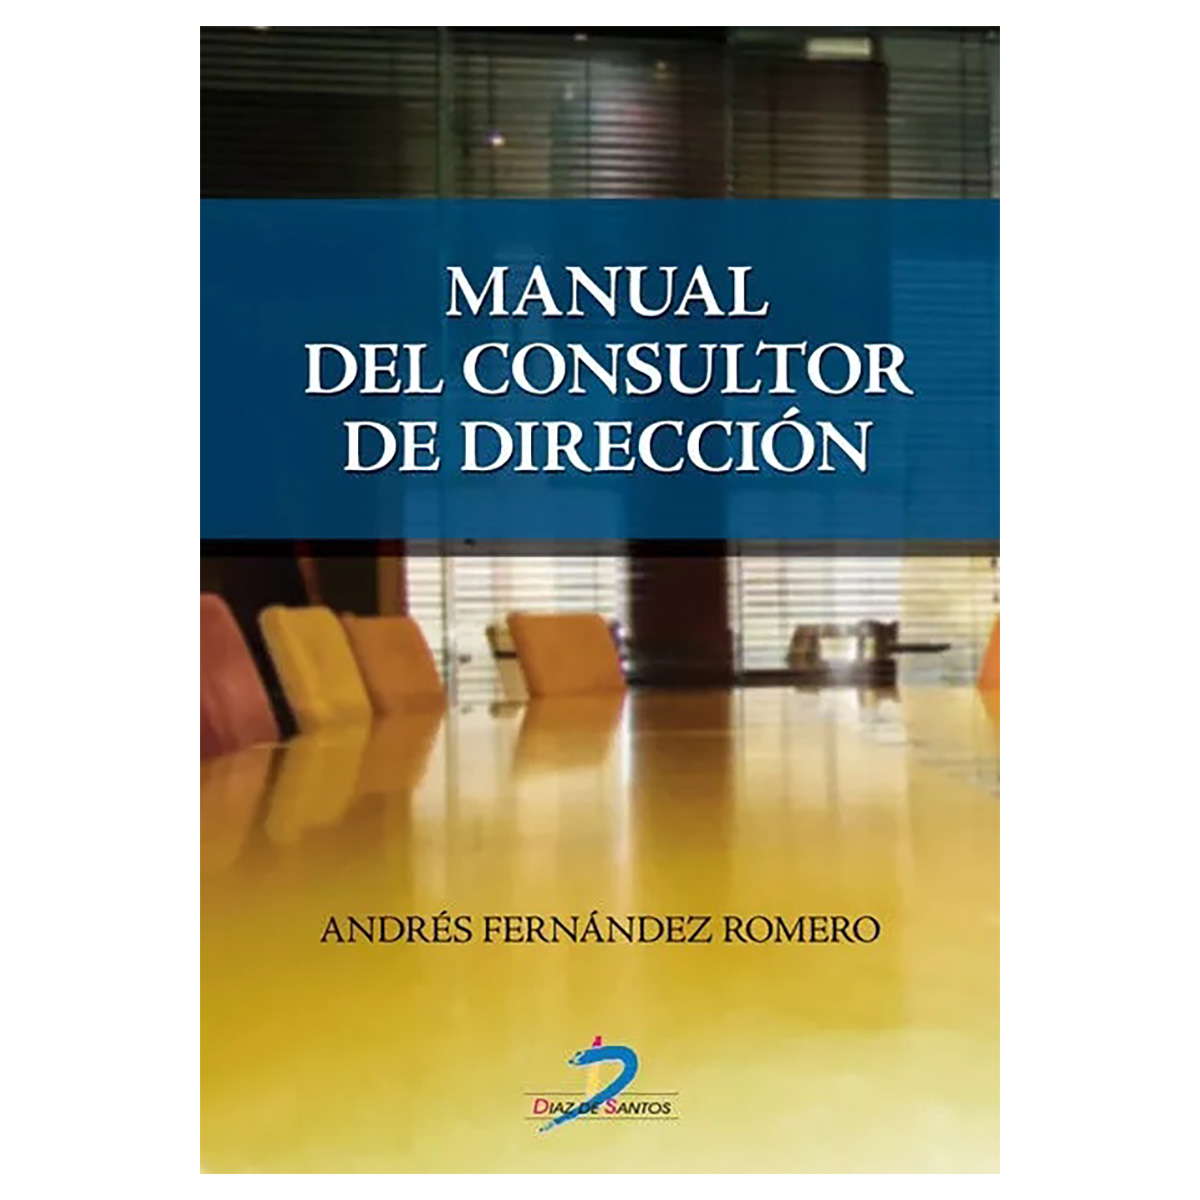 MANUAL
DEL CONSULTOR
DE DIRECCIÓN
ANDRÉS FERNÁNDEZ ROMERO
DIAZ DE SANTOS